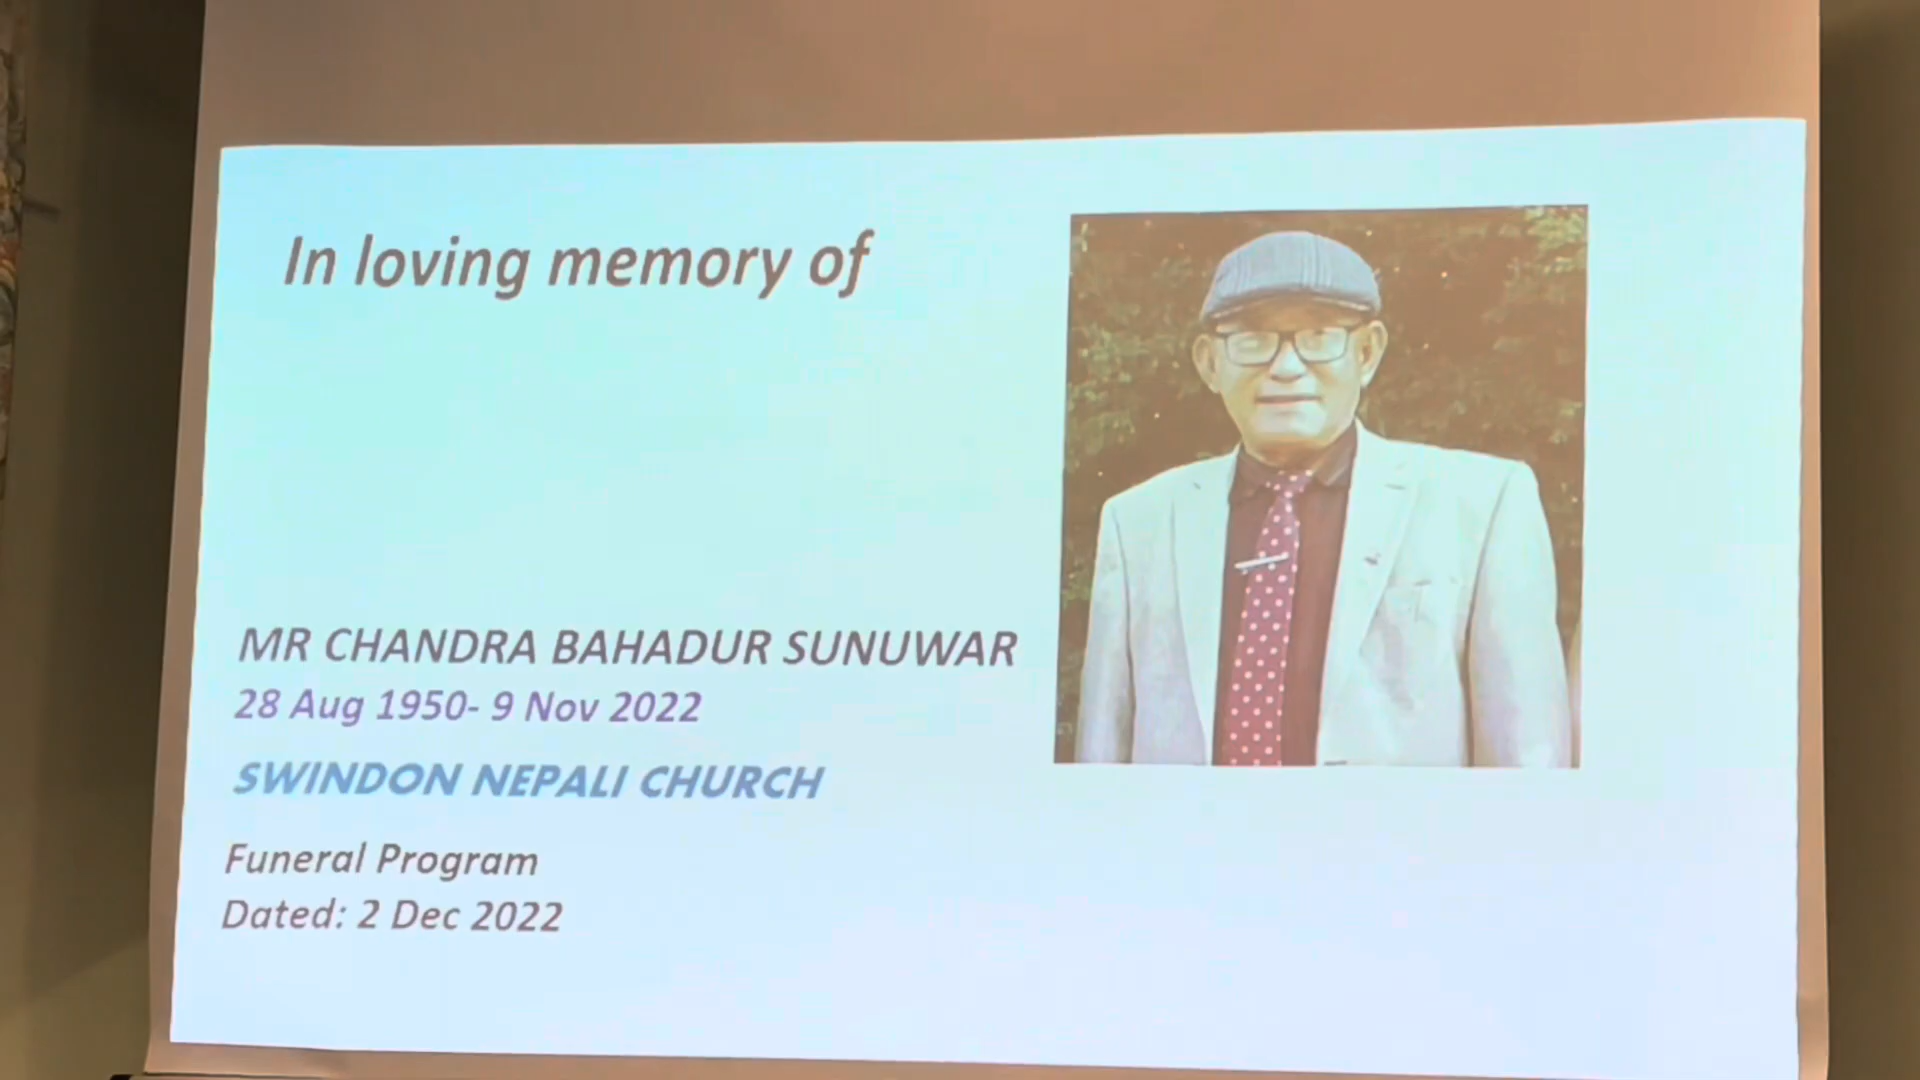 In loving memory of
MR CHANDRA BAHADUR SUNUWAR
28 Aug 1950- 9 Nov 2022
SWINDON NEPALI CHURCH
Funeral Program
Dated: 2 Dec 2022